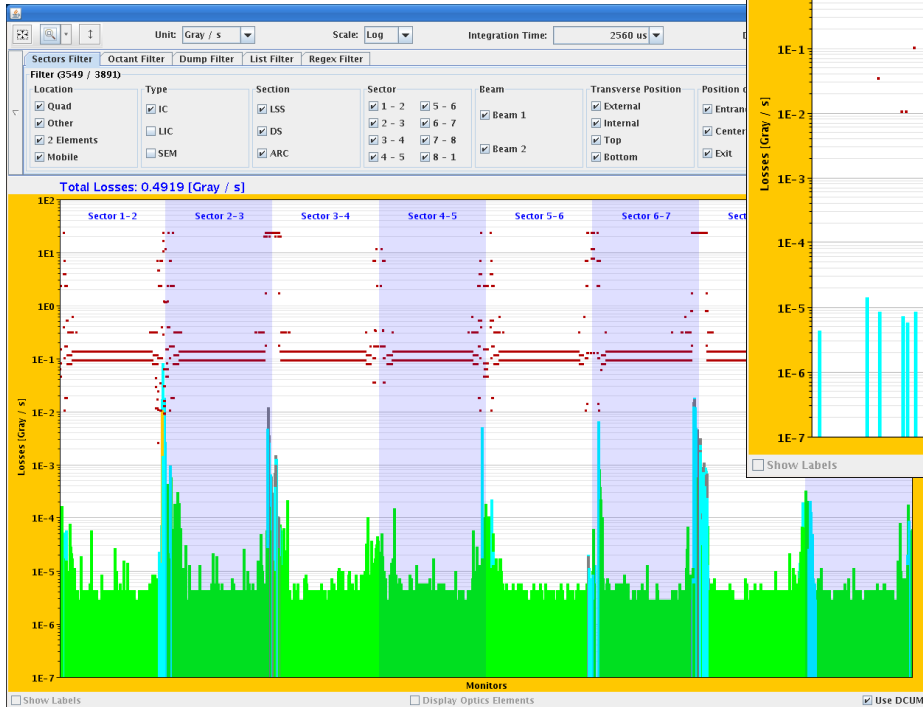 Unit: Gray / s Scale: Log Integration Time: 2560 us D
Sectors Filter Octant Filter Dump Filter List Filter Regex Filter
Filter (3549 / 3891)
Location Type Section Sector Beam Transverse Position Position
Quad IC LSS 1 - 2 5 - 6 Beam 1 External Entran
Other LIC DS 2 - 3 6 - 7 Beam 2 Internal Center
2 Elements SEM ARC 3 - 4 7 - 8 Top Exit
Mobile 4 - 5 8 - 1 Bottom
Total Losses: 0.4919 [Gray / s]
Sector 1-2 Sector 2-3 Sector 3-4 Sector 4-5 Sector 5-6 Sector 6-7 Sect
1E2
1E1
1E0
1E-1
1E-2
1E-3
1E-4
1E-5
1E-6
1E-7
Losses [Gray / s]
Monitors
Show Labels Display Optics Elements Use DCUM
1E-1
1E-2
1E-3
1E-4
1E-5
1E-6
1E-7
Losses [Gray / s]
Show Labels